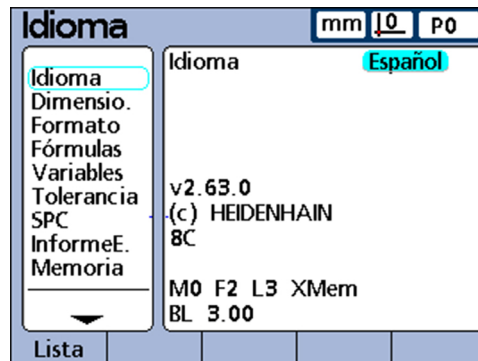 Idioma mm 0 P0
Idioma
Dimensio.
Formato
Fórmulas
Variables
Tolerancia
SPC
InformeE.
Memoria
Idioma Español
v2.63.0
(c) HEIDENHAIN
8C
M0 F2 L3 XMem
BL 3.00
Lista